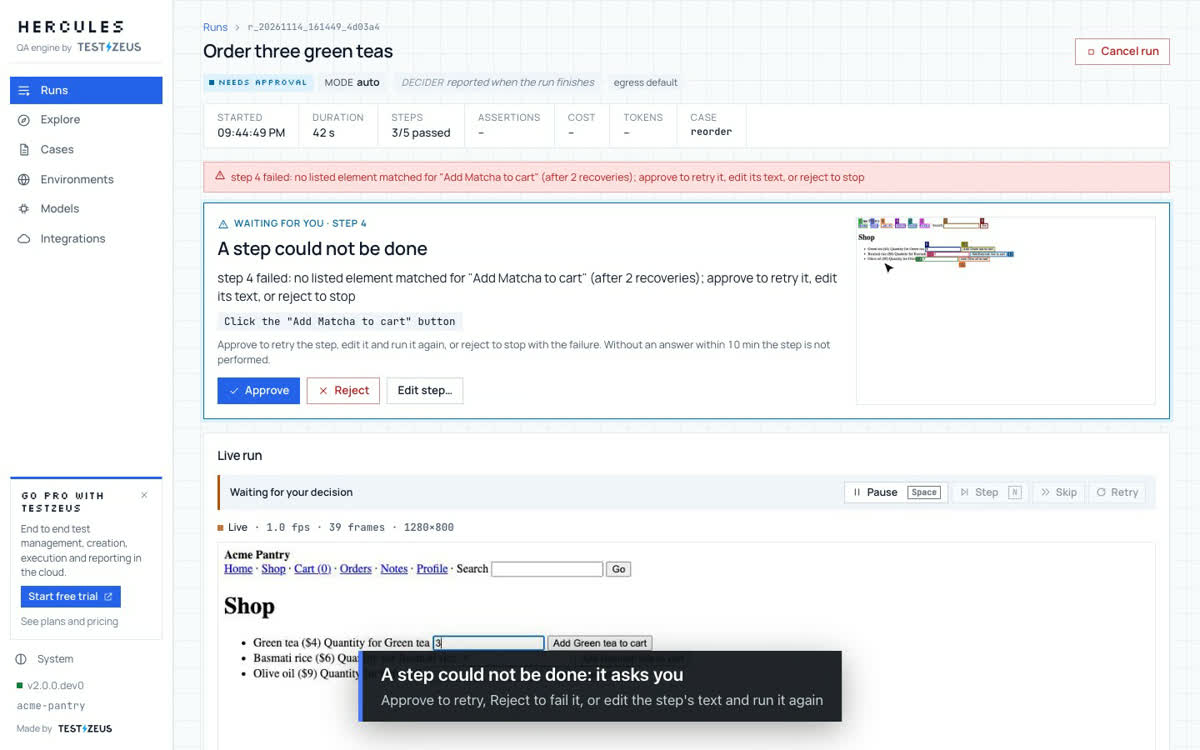 HERCULES
QA engine by TESTZEUS
Runs
Explore
Cases
Environments
Models
Integrations
GO PRO WITH
TESTZEUS
End to end test
management, creation,
execution and reporting in
the cloud.
Start free trial
See plans and pricing
System
v2.0.0.dev0
acme-pantry
Made by TESTZEUS
Runs › r_20261114_161449_4d03a4
Order three green teas
Cancel run
NEEDS APPROVAL MODE auto DECIDER reported when the run finishes egress default
STARTED DURATION STEPS ASSERTIONS COST TOKENS CASE
09:44:49 PM 42 s 3/5 passed – – – reorder
step 4 failed: no listed element matched for "Add Matcha to cart" (after 2 recoveries); approve to retry it, edit its text, or reject to stop
WAITING FOR YOU · STEP 4
A step could not be done
step 4 failed: no listed element matched for "Add Matcha to cart" (after 2 recoveries); approve to retry it, edit
its text, or reject to stop
Click the "Add Matcha to cart" button
Approve to retry the step, edit it and run it again, or reject to stop with the failure. Without an answer within 10 min the step is not
performed.
Approve Reject Edit step...
Shop
Live run
Waiting for your decision
Pause Space Step N Skip Retry
Live · 1.0 fps · 39 frames · 1280×800
Acme Pantry
Home · Shop · Cart (0) · Orders · Notes · Profile · Search Go
Shop
• Green tea ($4) Quantity for Green tea 3 Add Green tea to cart
• Basmati rice ($6)
• Olive oil ($9) Quantity
A step could not be done: it asks you
Approve to retry, Reject to fail it, or edit the step's text and run it again